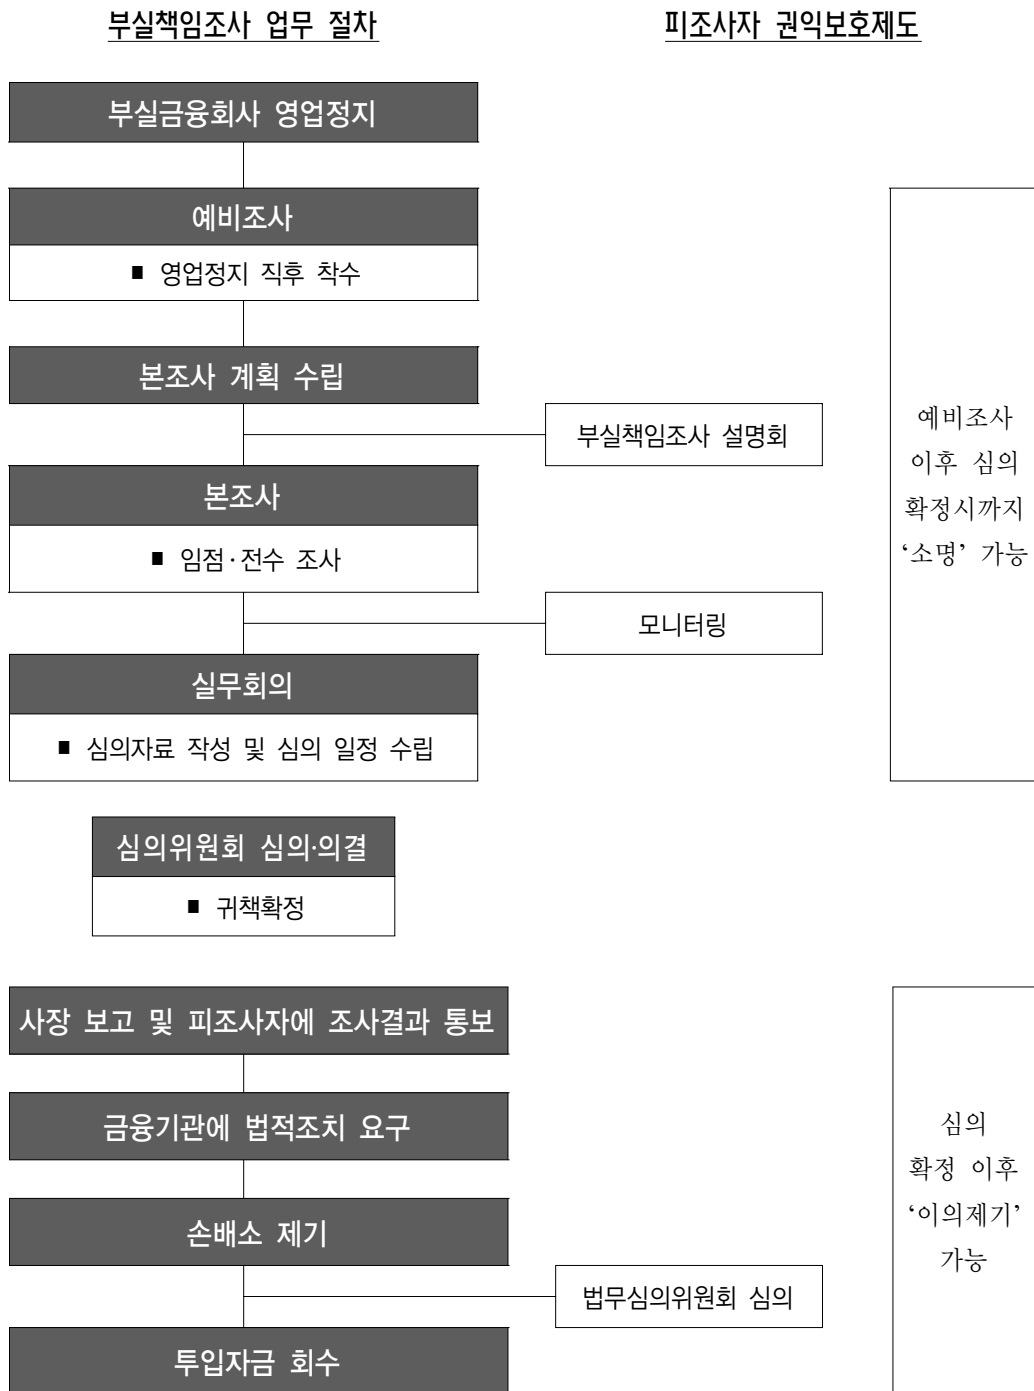 부실책임조사 업무 절차
피조사자 권익보호제도
부실금융회사 영업정지
예비조사
■ 영업정지 직후 착수
본조사 계획 수립
부실책임조사 설명회
본조사
■ 임점·전수 조사
모니터링
실무회의
■ 심의자료 작성 및 심의 일정 수립
예비조사
이후 심의
확정시까지
‘소명’ 가능
심의위원회 심의·의결
■ 귀책확정
사장 보고 및 피조사자에 조사결과 통보
금융기관에 법적조치 요구
손배소 제기
법무심의위원회 심의
투입자금 회수
심의
확정 이후
‘이의제기’
가능